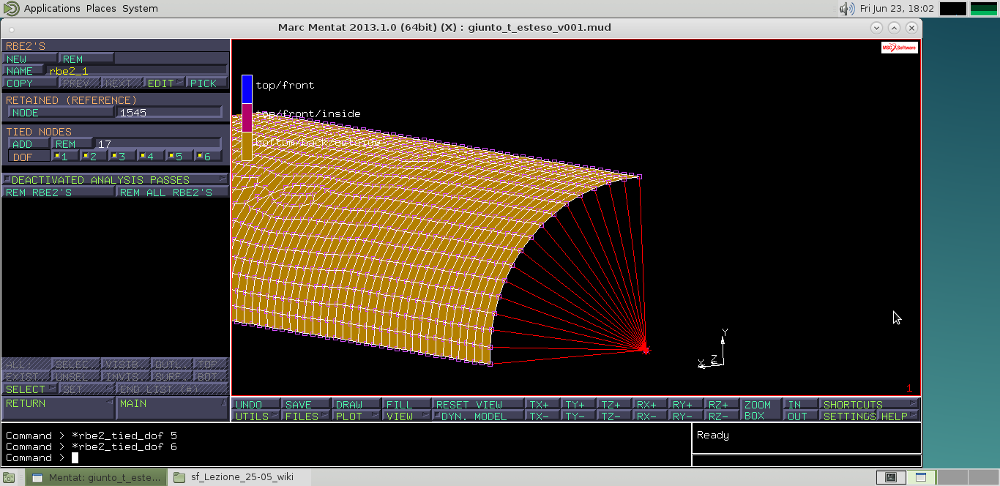 Applications Places System Fri Jun 23, 18:02
Marc Mentat 2013.1.0 (64bit) (X) : giunto_t_esteso_v001.mud
RBE2'S
NEW REM
NAME rbe2_1
COPY PREV NEXT EDIT PICK
RETAINED (REFERENCE)
NODE 1545
TIED NODES
ADD REM 17
DOF 1 2 3 4 5 6
DEACTIVATED ANALYSIS PASSES
REM RBE2'S REM ALL RBE2'S
MSC Software
top/front
top/front/inside
bottom/back/outside
Y
Z
X
1
ALL: SELEC. VISIB. OUTL. TOP
EXIST. UNSEL. INVIS. SURF. BOT
SELECT SET END LIST (#)
RETURN MAIN
UNDO SAVE DRAW FILL RESET VIEW TX+ TY+ TZ+ RX+ RY+ RZ+ ZOOM IN SHORTCUTS
UTILS FILES PLOT VIEW DYN. MODEL TX- TY- TZ- RX- RY- RZ- BOX OUT SETTINGS HELP
Command > *rbe2_tied_dof 5
Command > *rbe2_tied_dof 6
Command >
Ready
Mentat: giunto_t_este... sf_Lezione_25-05_wiki